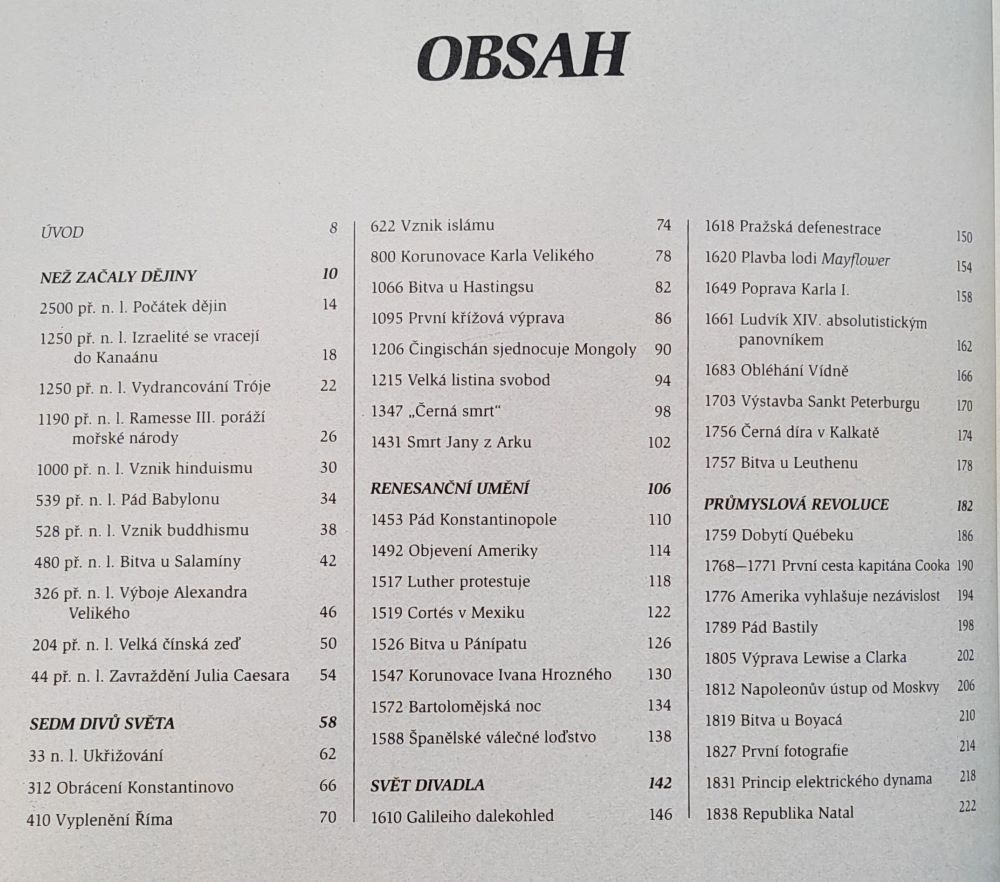 OBSAH
ÚVOD 8
NEŽ ZAČALY DĚJINY 10
2500 př. n. l. Počátek dějin 14
1250 př. n. l. Izraelité se vracejí
do Kanaánu 18
1250 př. n. l. Vydrancování Tróje 22
1190 př. n. l. Ramesse III. poráží
mořské národy 26
1000 př. n. l. Vznik hinduismu 30
539 př. n. l. Pád Babylonu 34
528 př. n. l. Vznik buddhismu 38
480 př. n. l. Bitva u Salamíny 42
326 př. n. l. Výboje Alexandra
Velikého 46
204 př. n. l. Velká čínská zeď 50
44 př. n. l. Zavraždění Julia Caesara 54
SEDM DIVŮ SVĚTA 58
33 n. l. Ukřižování 62
312 Obrácení Konstantinovo 66
410 Vyplenění Říma 70
622 Vznik islámu 74
800 Korunovace Karla Velikého 78
1066 Bitva u Hastingsu 82
1095 První křížová výprava 86
1206 Čingischán sjednocuje Mongoly 90
1215 Velká listina svobod 94
1347 „Černá smrt“ 98
1431 Smrt Jany z Arku 102
RENESANČNÍ UMĚNÍ 106
1453 Pád Konstantinopole 110
1492 Objevení Ameriky 114
1517 Luther protestuje 118
1519 Cortés v Mexiku 122
1526 Bitva u Pánípatu 126
1547 Korunovace Ivana Hrozného 130
1572 Bartolomějská noc 134
1588 Španělské válečné loďstvo 138
SVĚT DIVADLA 142
1610 Galileiho dalekohled 146
1618 Pražská defenestrace 150
1620 Plavba lodi Mayflower 154
1649 Poprava Karla I. 158
1661 Ludvík XIV. absolutistickým
panovníkem 162
1683 Obléhání Vídně 166
1703 Výstavba Sankt Peterburgu 170
1756 Černá díra v Kalkatě 174
1757 Bitva u Leuthenu 178
PRŮMYSLOVÁ REVOLUCE 182
1759 Dobytí Québeku 186
1768—1771 První cesta kapitána Cooka 190
1776 Amerika vyhlašuje nezávislost 194
1789 Pád Bastily 198
1805 Výprava Lewise a Clarka 202
1812 Napoleonův ústup od Moskvy 206
1819 Bitva u Boyacá 210
1827 První fotografie 214
1831 Princip elektrického dynama 218
1838 Republika Natal 222